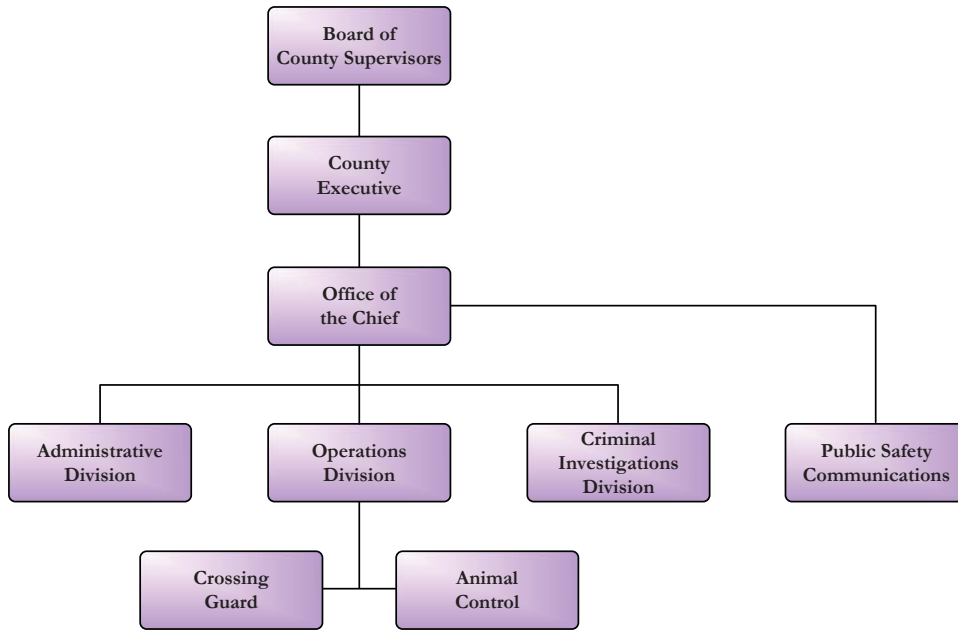 Board of
County Supervisors
County
Executive
Office of
the Chief
Administrative
Division
Operations
Division
Criminal
Investigations
Division
Public Safety
Communications
Crossing
Guard
Animal
Control